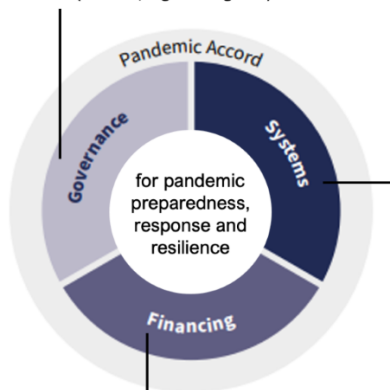 Pandemic Accord
Governance
Systems
for pandemic
preparedness,
response and
resilience
Financing